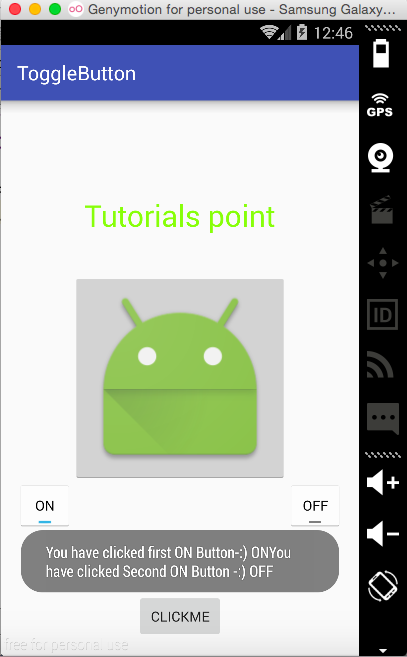 Genymotion for personal use - Samsung Galaxy...
12:46
ToggleButton
GPS
Tutorials point
ID
ON
OFF
You have clicked first ON Button-:) ONYou
have clicked Second ON Button -:) OFF
CLICKME
free for personal use